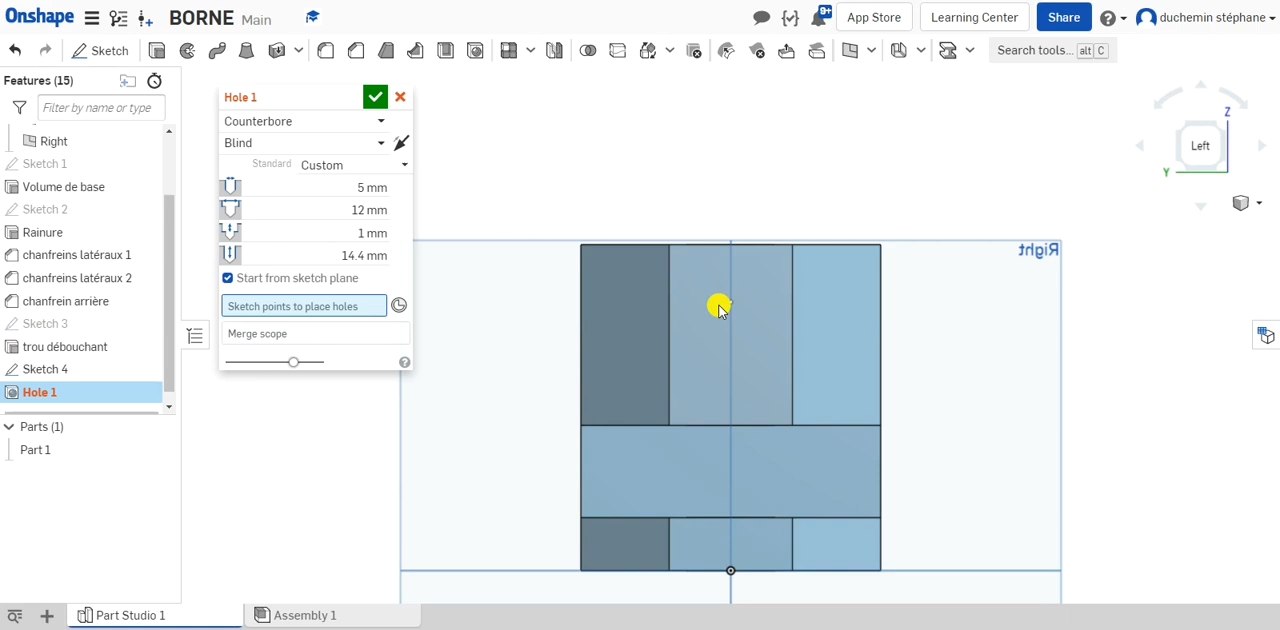 Onshape BORNE Main 9+ App Store Learning Center Share ? duchemin stéphane
Sketch Search tools... alt C
Features (15)
Filter by name or type
Right
Sketch 1
Volume de base
Sketch 2
Rainure
chanfreins latéraux 1
chanfreins latéraux 2
chanfrein arrière
Sketch 3
trou débouchant
Sketch 4
Hole 1
Parts (1)
Part 1
Hole 1
Counterbore
Blind
Standard Custom
5 mm
12 mm
1 mm
14.4 mm
Start from sketch plane
Sketch points to place holes
Merge scope
?
Right
Z
Left
Y
Part Studio 1 Assembly 1